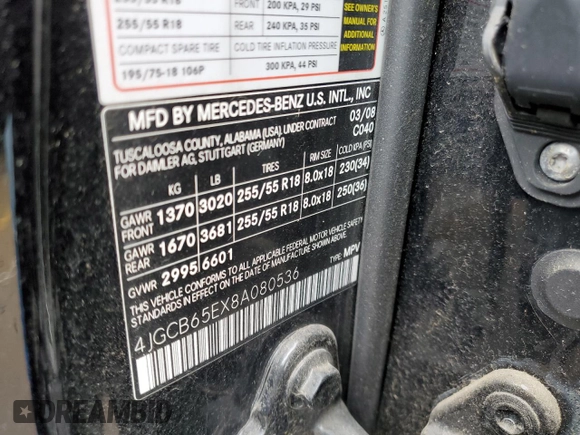 255/55 R18 FRONT 200 KPA, 29 PSI
255/55 R18 REAR 240 KPA, 35 PSI
COMPACT SPARE TIRE COLD TIRE INFLATION PRESSURE
195/75-18 106P 300 KPA, 44 PSI
SEE OWNER'S
MANUAL FOR
ADDITIONAL
INFORMATION
MFD BY MERCEDES-BENZ U.S. INTL., INC
TUSCALOOSA COUNTY, ALABAMA (USA). UNDER CONTRACT 03/08
FOR DAIMLER AG, STUTTGART (GERMANY) C040
KG LB TIRES RIM SIZE COLD KPA (PSI)
GAWR FRONT 1370 3020 255/55 R18 8.0x18 230(34)
GAWR REAR 1670 3681 255/55 R18 8.0x18 250(36)
GVWR 2995 6601
THIS VEHICLE CONFORMS TO ALL APPLICABLE FEDERAL MOTOR VEHICLE SAFETY
STANDARDS IN EFFECT ON THE DATE OF MANUFACTURE SHOWN ABOVE.
4JGCB65EX8A080536 TYPE: MPV
DREAMBID